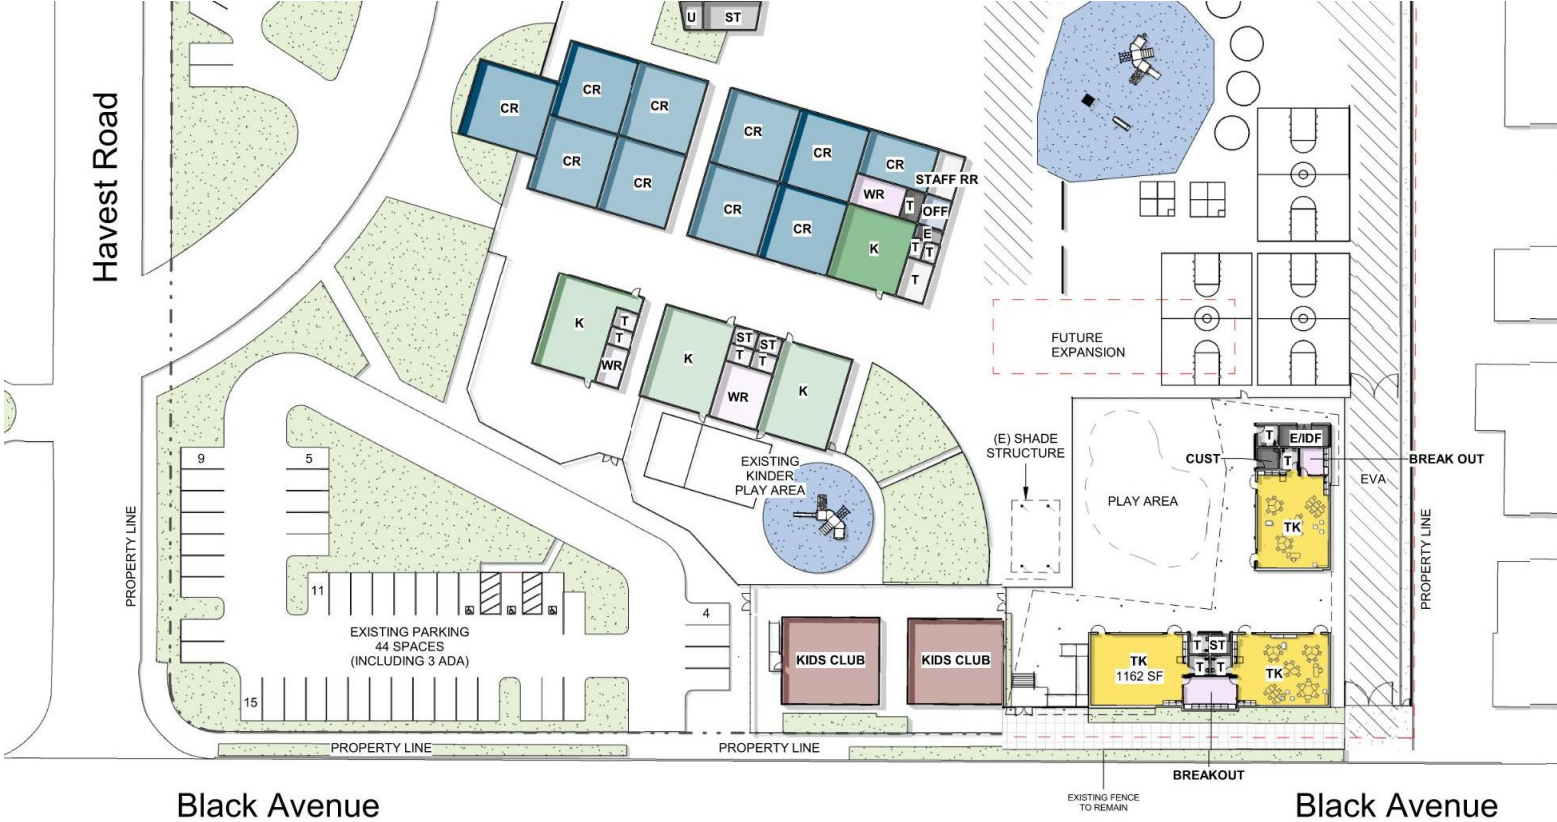 Havest Road
U
ST
CR
CR
CR
CR
CR
CR
CR
CR
CR
CR
STAFF RR
WR
T
OFF
E
K
T
T
T
K
T
T
WR
K
ST
ST
T
T
WR
K
FUTURE
EXPANSION
(E) SHADE
STRUCTURE
EXISTING
KINDER
PLAY AREA
PLAY AREA
T
E/IDF
CUST
T
BREAK OUT
EVA
TK
PROPERTY LINE
PROPERTY LINE
9
5
11
4
15
EXISTING PARKING
44 SPACES
(INCLUDING 3 ADA)
KIDS CLUB
KIDS CLUB
TK
1162 SF
T
ST
T
T
TK
PROPERTY LINE
PROPERTY LINE
BREAKOUT
EXISTING FENCE
TO REMAIN
Black Avenue
Black Avenue